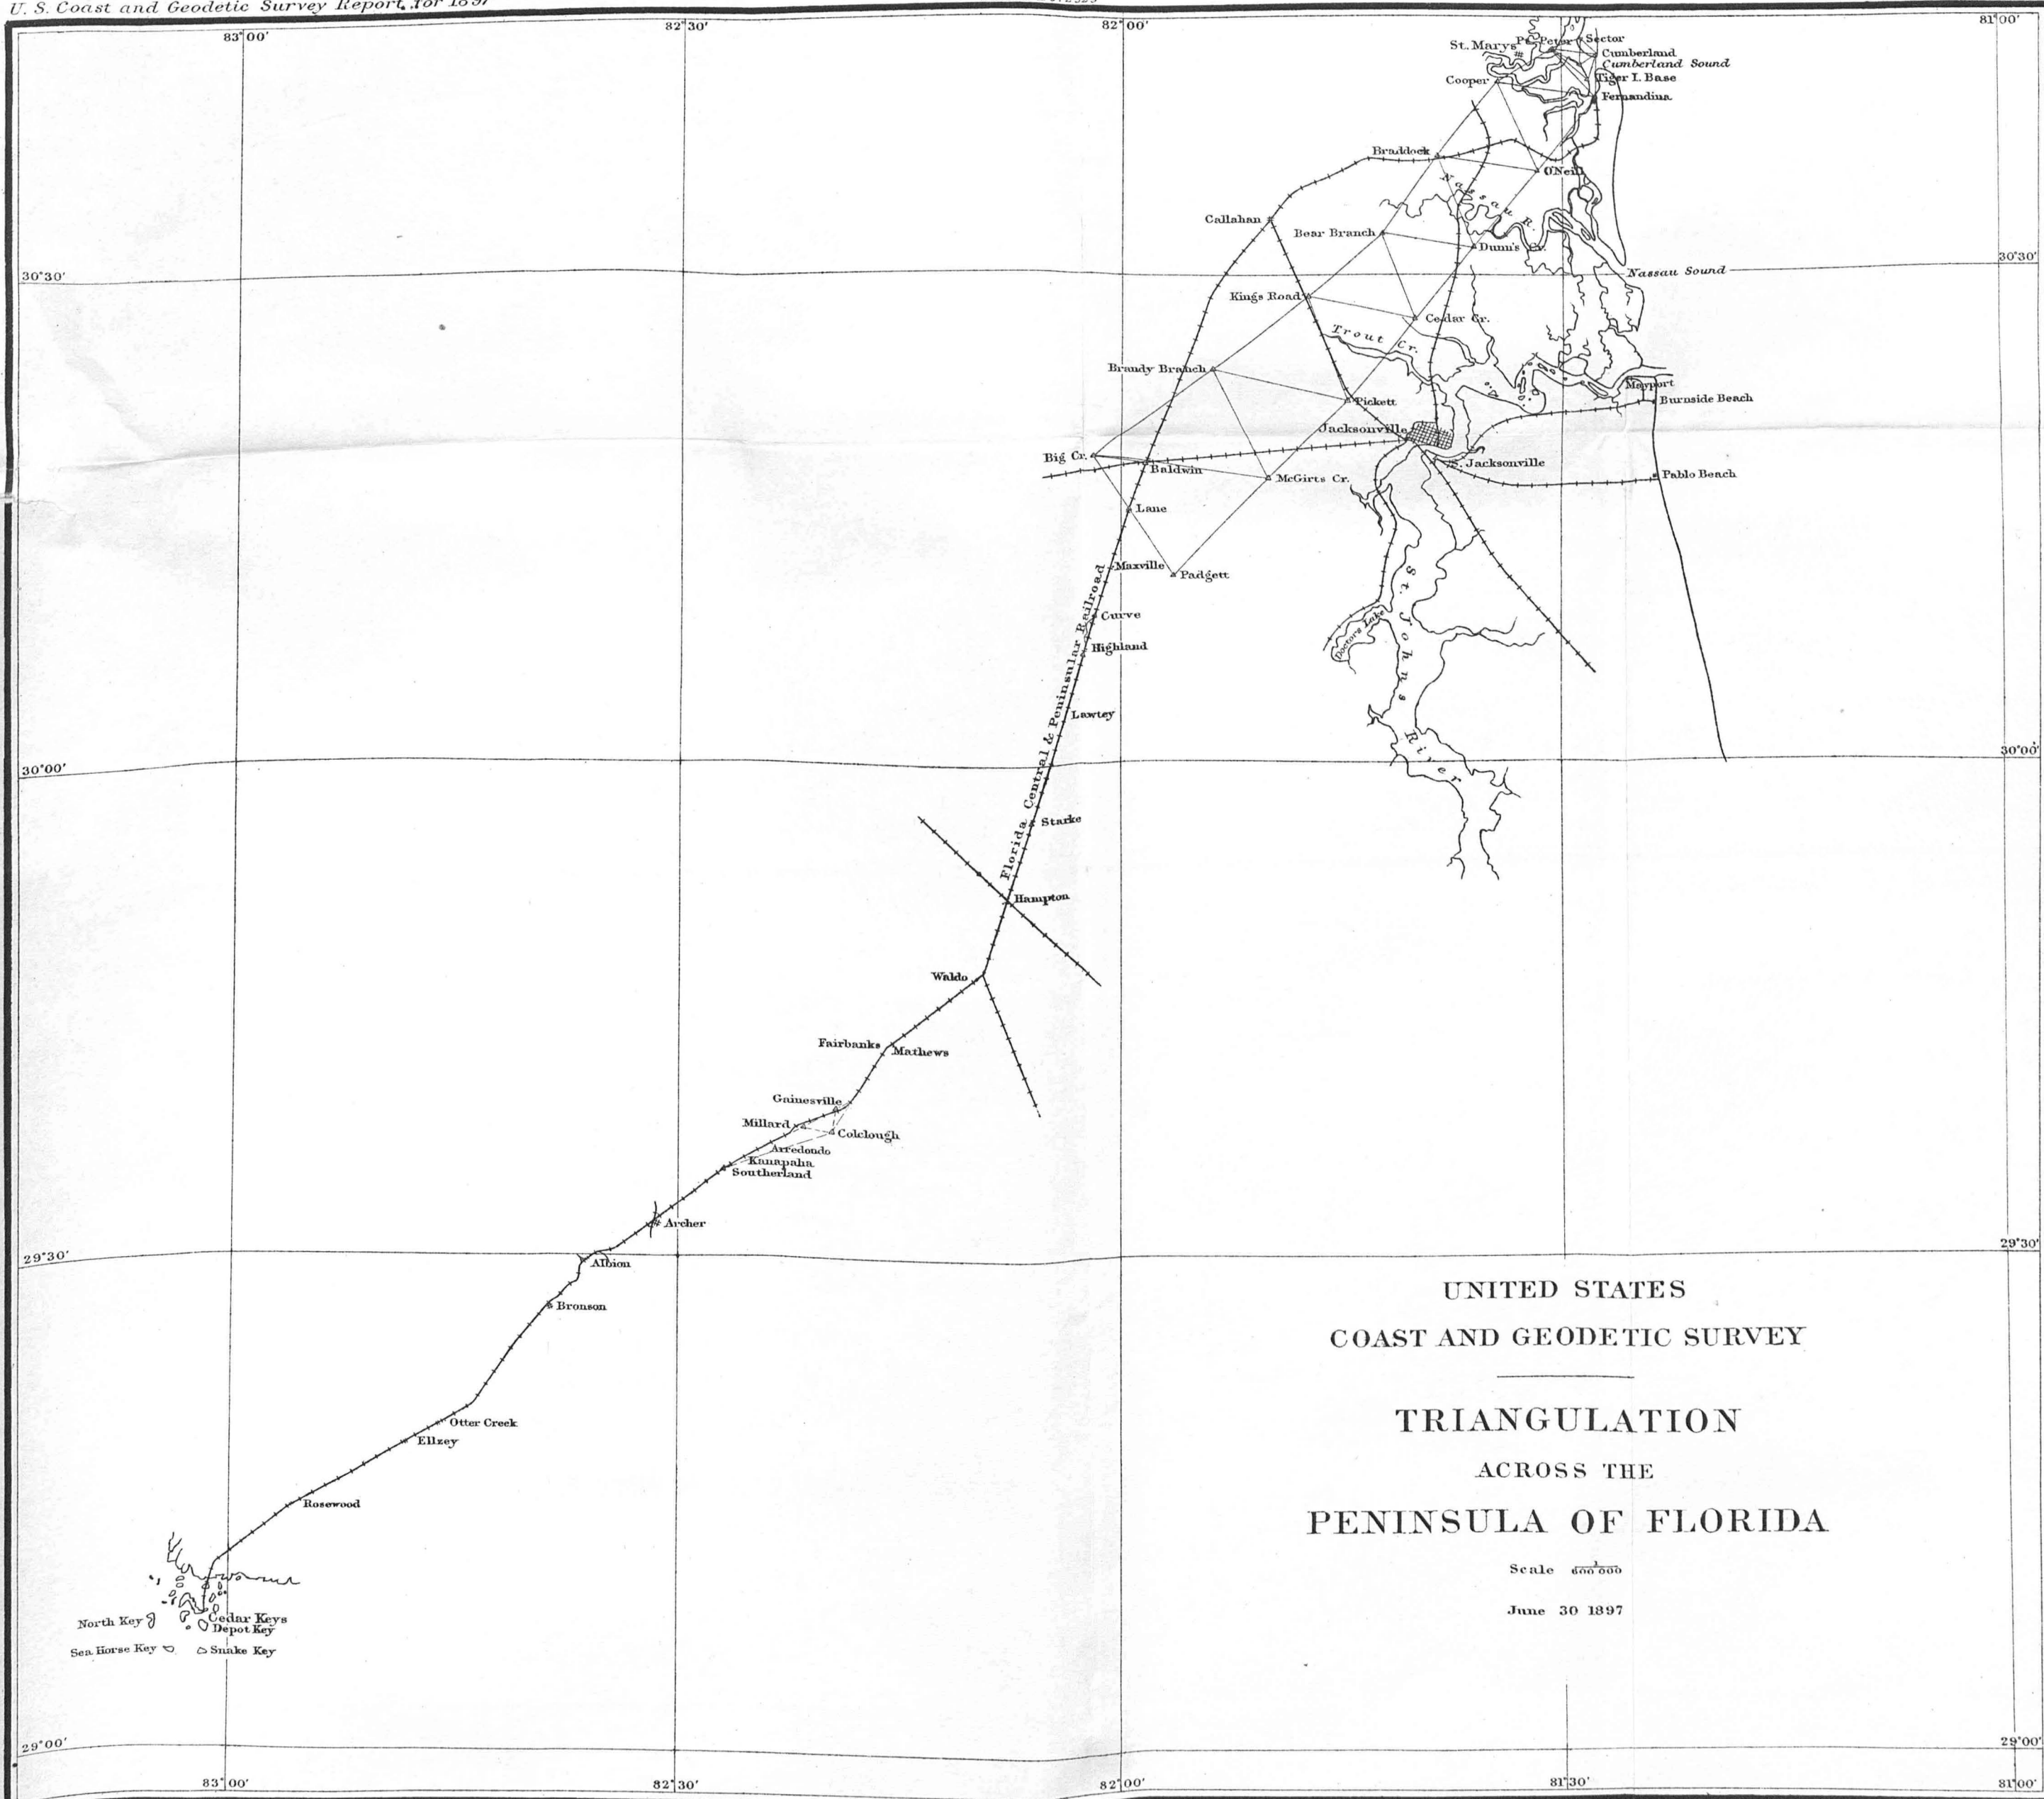 U. S. Coast and Geodetic Survey Report, for 1897
83°00'
82°30'
82°00'
81°00'
St. Marys
Pt. Peter
Sector
Cumberland
Cumberland Sound
Cooper
Tiger I. Base
Fernandina
Braddock
O'Neill
Nassau R.
Callahan
Bear Branch
Dunn's Cr.
30°30'
Nassau Sound
30°30'
Kings Road
Cedar Cr.
Trout Cr.
Brandy Branch
Mayport
Pickett
Burnside Beach
Jacksonville
Big Cr.
Baldwin
S. Jacksonville
McGirts Cr.
Pablo Beach
Lane
Maxville
Padgett
Florida Central & Peninsular Railroad
Curve
St. Johns River
Doctors Lake
Highland
Lawtey
30°00'
30°00'
Starke
Hampton
Waldo
Fairbanks
Mathews
Gainesville
Millard
Colclough
Arredondo
Kanapaha
Southerland
Archer
29°30'
29°30'
Albion
Bronson
Otter Creek
Ellzey
Rosewood
North Key
Cedar Keys
Depot Key
Sea Horse Key
Snake Key
UNITED STATES
COAST AND GEODETIC SURVEY
TRIANGULATION
ACROSS THE
PENINSULA OF FLORIDA
Scale 1/600 000
June 30 1897
29°00'
29°00'
83°00'
82°30'
82°00'
81°30'
81°00'